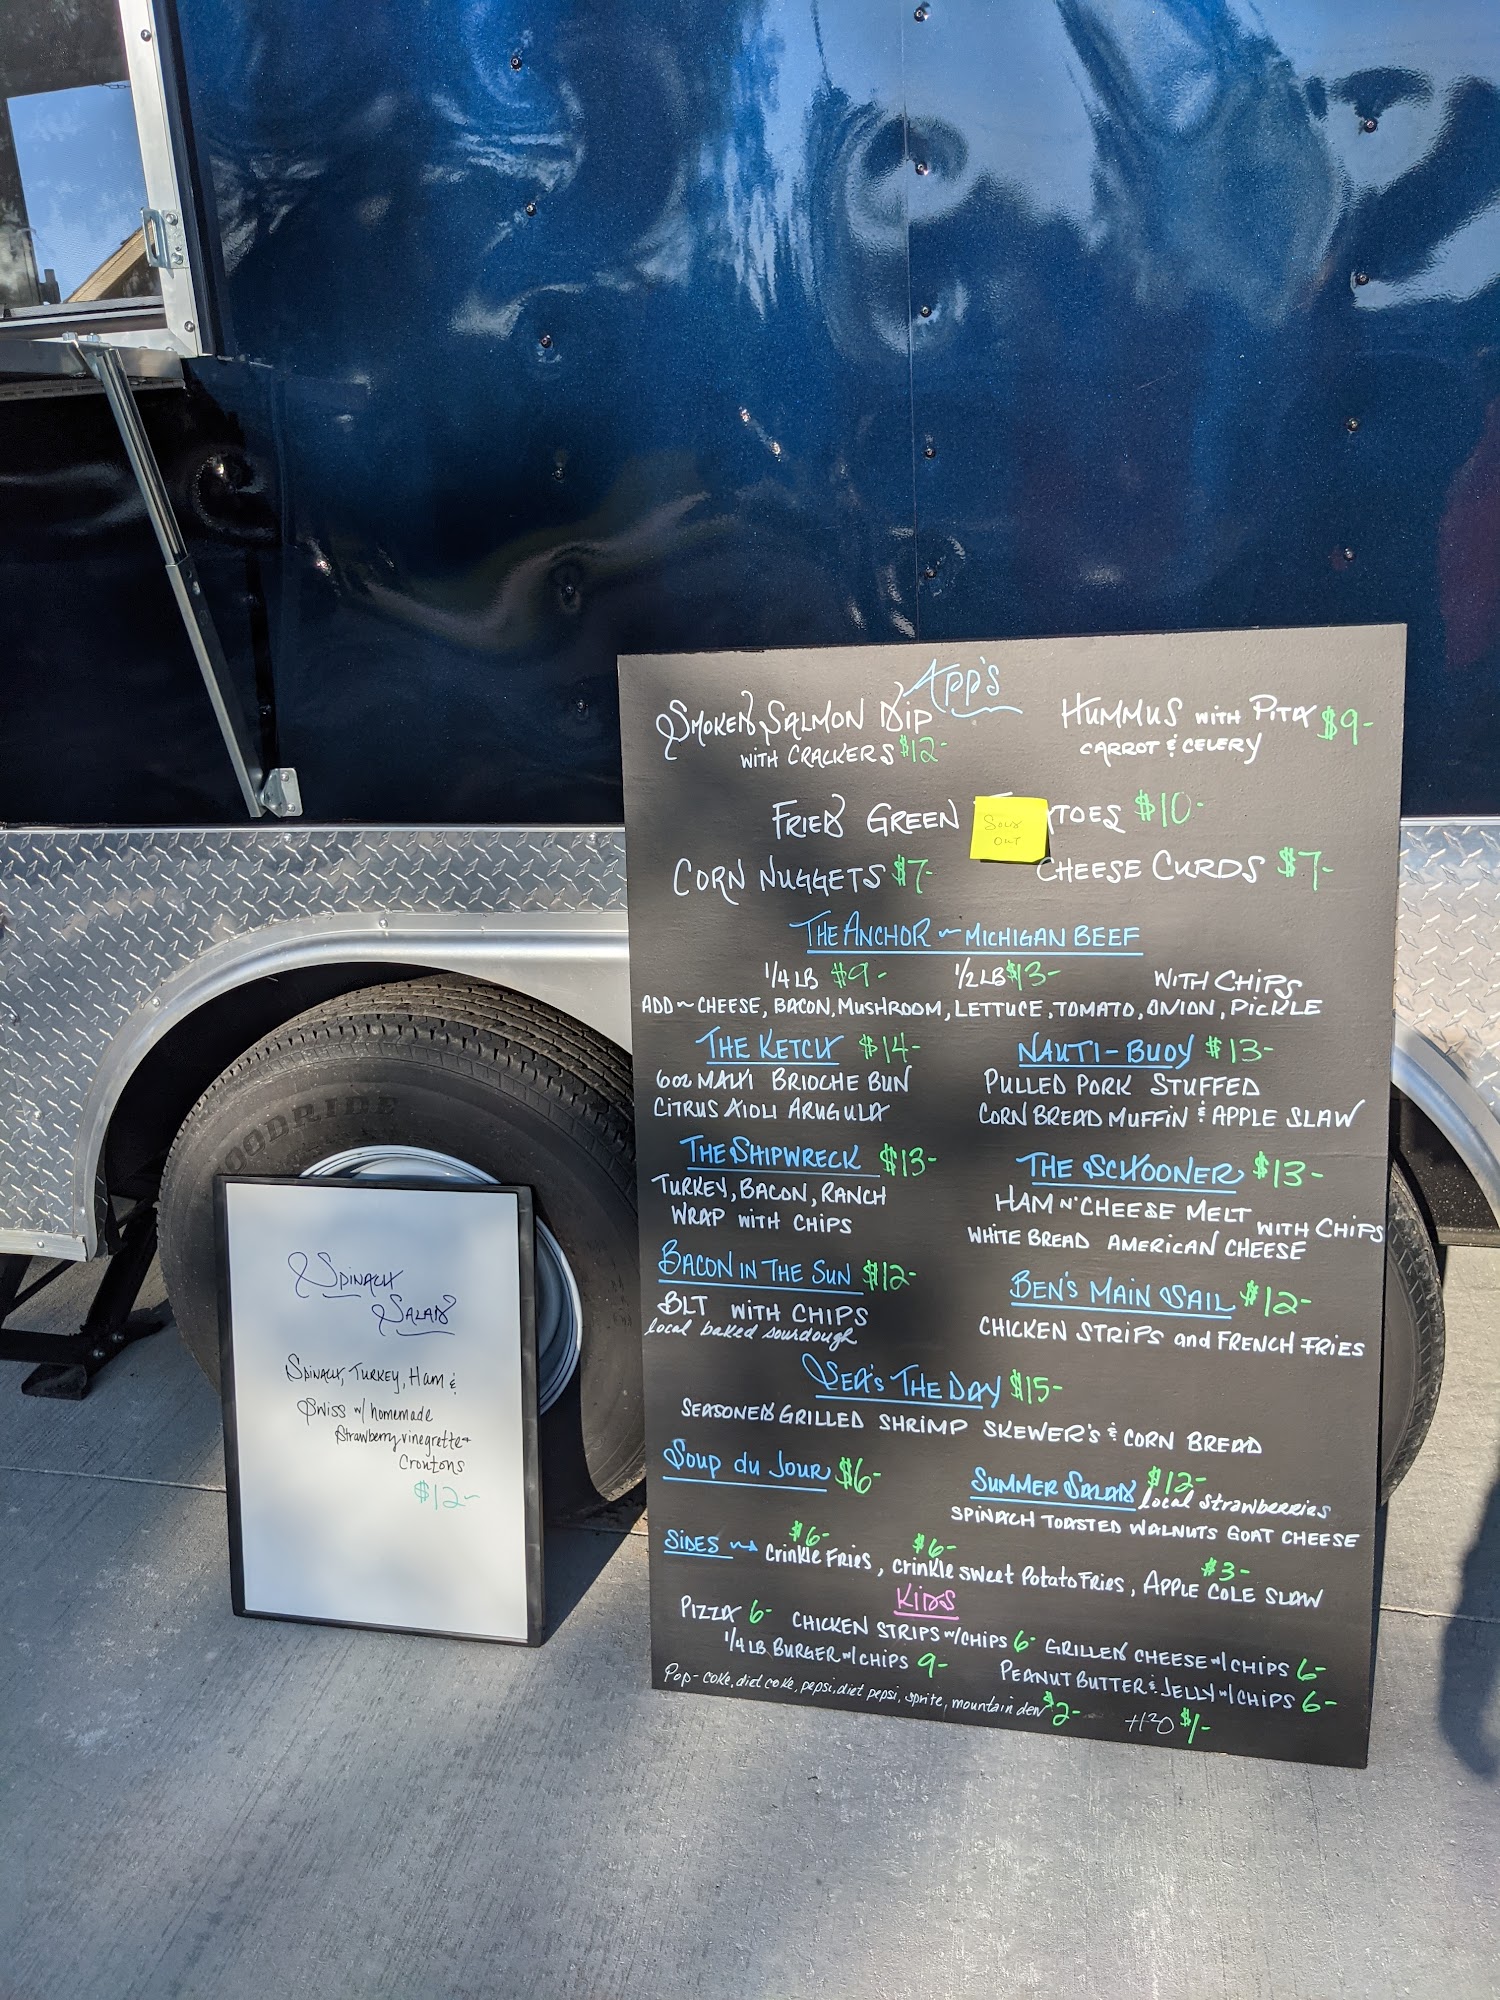 App's
Smoked Salmon Dip
with crackers $12-
Hummus with Pita $9-
carrot & celery
Fried Green T toes $10-
Sold
out
Corn Nuggets $7-
Cheese Curds $7-
The Anchor ~ Michigan Beef
1/4 lb $9- 1/2 lb $13- with Chips
Add ~ cheese, bacon, mushroom, lettuce, tomato, onion, pickle
The Ketch $14-
6oz Mahi Brioche Bun
Citrus Aioli Arugula
Nauti-Buoy $13-
Pulled Pork Stuffed
Corn Bread Muffin & Apple Slaw
The Shipwreck $13-
Turkey, Bacon, Ranch
Wrap with chips
The Schooner $13-
Ham n' Cheese Melt with chips
White Bread American Cheese
Bacon in The Sun $12-
BLT with chips
local baked sourdough
Ben's Main Sail $12-
Chicken Strips and French Fries
Sea's The Day $15-
Seasoned Grilled Shrimp Skewer's & Corn Bread
Soup du Jour $6-
Summer Salad $12-
local strawberries
Spinach Toasted Walnuts Goat Cheese
Sides → $6- $6- $3-
Crinkle Fries, crinkle sweet Potato Fries, Apple Cole Slaw
Kids
Pizza 6- Chicken Strips w/chips 6- Grilled Cheese w/chips 6-
1/4 lb Burger w/chips 9- Peanut Butter & Jelly w/chips 6-
Pop - coke, diet coke, pepsi, diet pepsi, sprite, mountain dew $2- H2O $1-
Spinach
Salad
Spinach, Turkey, Ham &
Swiss w/ homemade
Strawberry vinegrette +
Croutons
$12-
OODRIDE